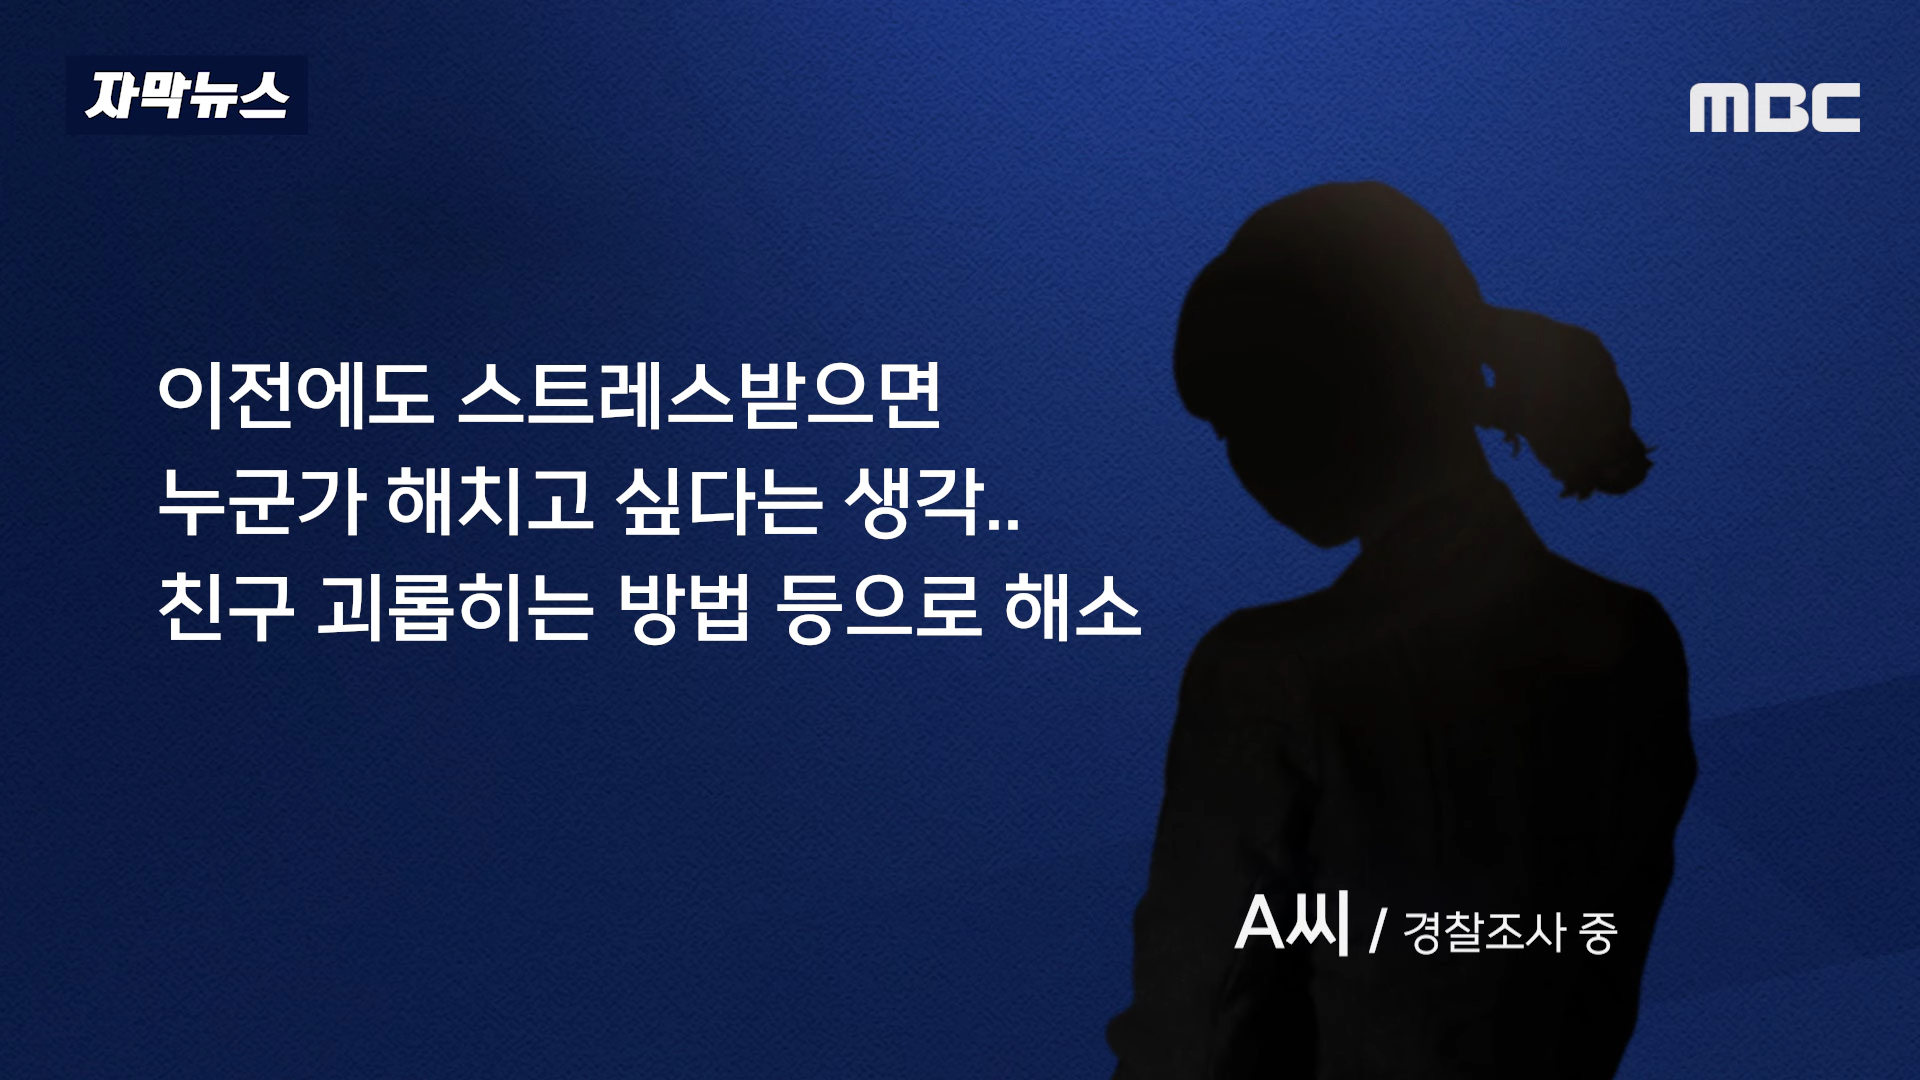 자막뉴스
MBC
이전에도 스트레스받으면
누군가 해치고 싶다는 생각..
친구 괴롭히는 방법 등으로 해소
A씨 / 경찰조사 중